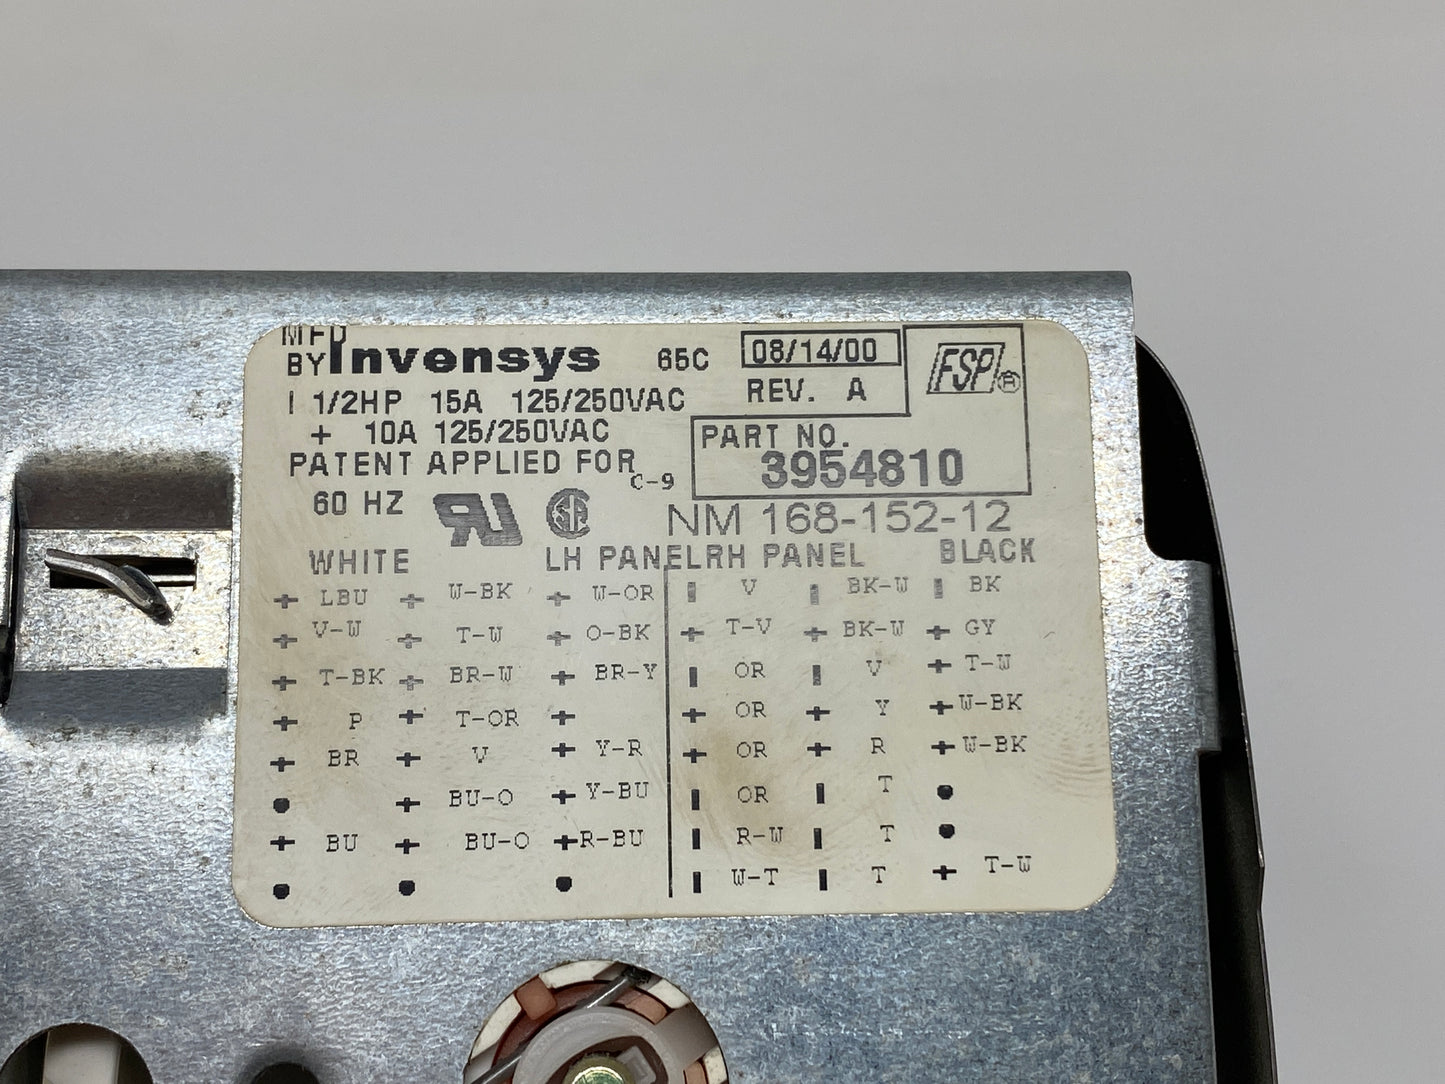 MFD
BY Invensys 65C 08/14/00 FSP®
I 1/2HP 15A 125/250VAC REV. A
+ 10A 125/250VAC PART NO.
PATENT APPLIED FOR C-9 3954810
60 HZ RU CSA NM 168-152-12
WHITE LH PANEL RH PANEL BLACK
+ LBU + W-BK + W-OR | V | BK-W | BK
+ V-W + T-W + O-BK + T-V + BK-W + GY
+ T-BK + BR-W + BR-Y | OR | V + T-W
+ P + T-OR + + OR + Y + W-BK
+ BR + V + Y-R + OR + R + W-BK
● + BU-O + Y-BU | OR | T ●
+ BU + BU-O + R-BU | R-W | T ●
● ● ● | W-T | T + T-W